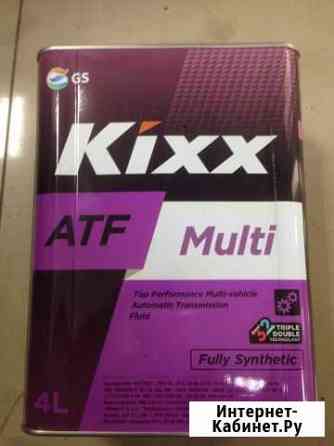 GS
Kixx
ATF
Multi
Top Performance Multi-vehicle
Automatic Transmission
Fluid
TRIPLE
DOUBLE
TECHNOLOGY
Fully Synthetic
4L
Интернет-
Кабинет.Ру